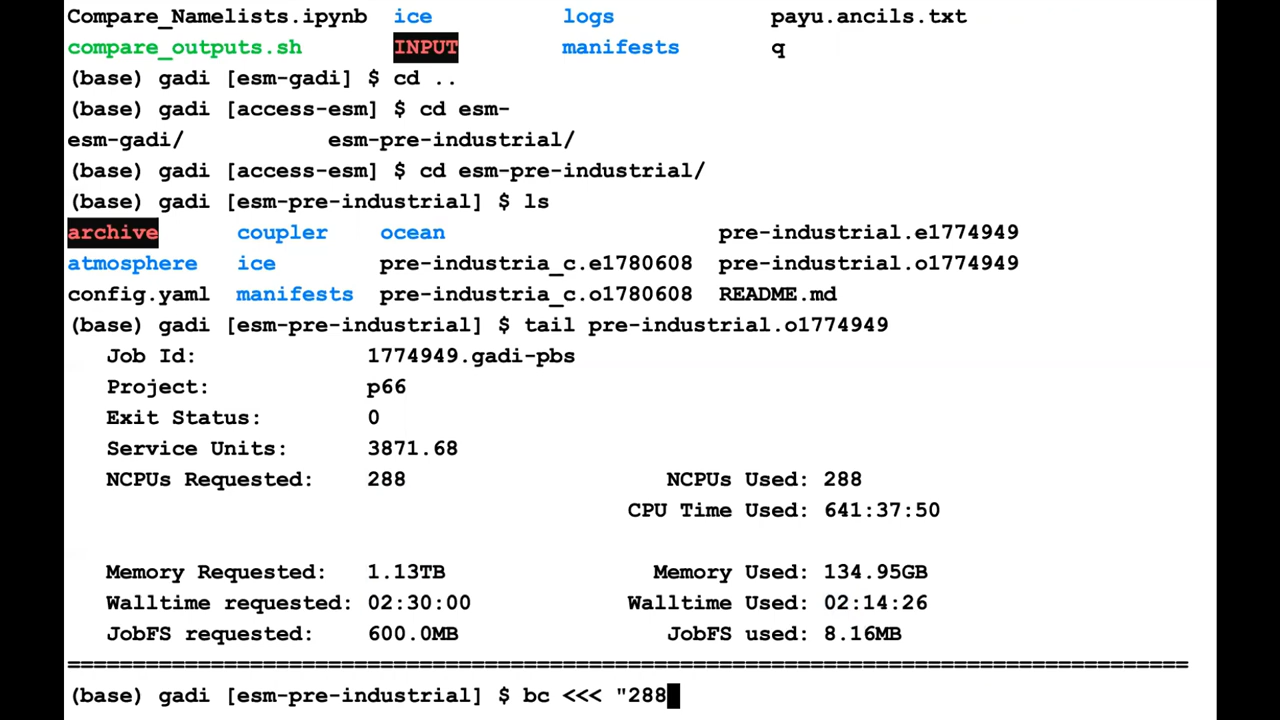 Compare_Namelists.ipynb ice logs payu.ancils.txt
compare_outputs.sh INPUT manifests q
(base) gadi [esm-gadi] $ cd ..
(base) gadi [access-esm] $ cd esm-
esm-gadi/ esm-pre-industrial/
(base) gadi [access-esm] $ cd esm-pre-industrial/
(base) gadi [esm-pre-industrial] $ ls
archive coupler ocean pre-industrial.e1774949
atmosphere ice pre-industria_c.e1780608 pre-industrial.o1774949
config.yaml manifests pre-industria_c.o1780608 README.md
(base) gadi [esm-pre-industrial] $ tail pre-industrial.o1774949
Job Id: 1774949.gadi-pbs
Project: p66
Exit Status: 0
Service Units: 3871.68
NCPUs Requested: 288 NCPUs Used: 288
CPU Time Used: 641:37:50
Memory Requested: 1.13TB Memory Used: 134.95GB
Walltime requested: 02:30:00 Walltime Used: 02:14:26
JobFS requested: 600.0MB JobFS used: 8.16MB
======================================================================================
(base) gadi [esm-pre-industrial] $ bc <<< "288